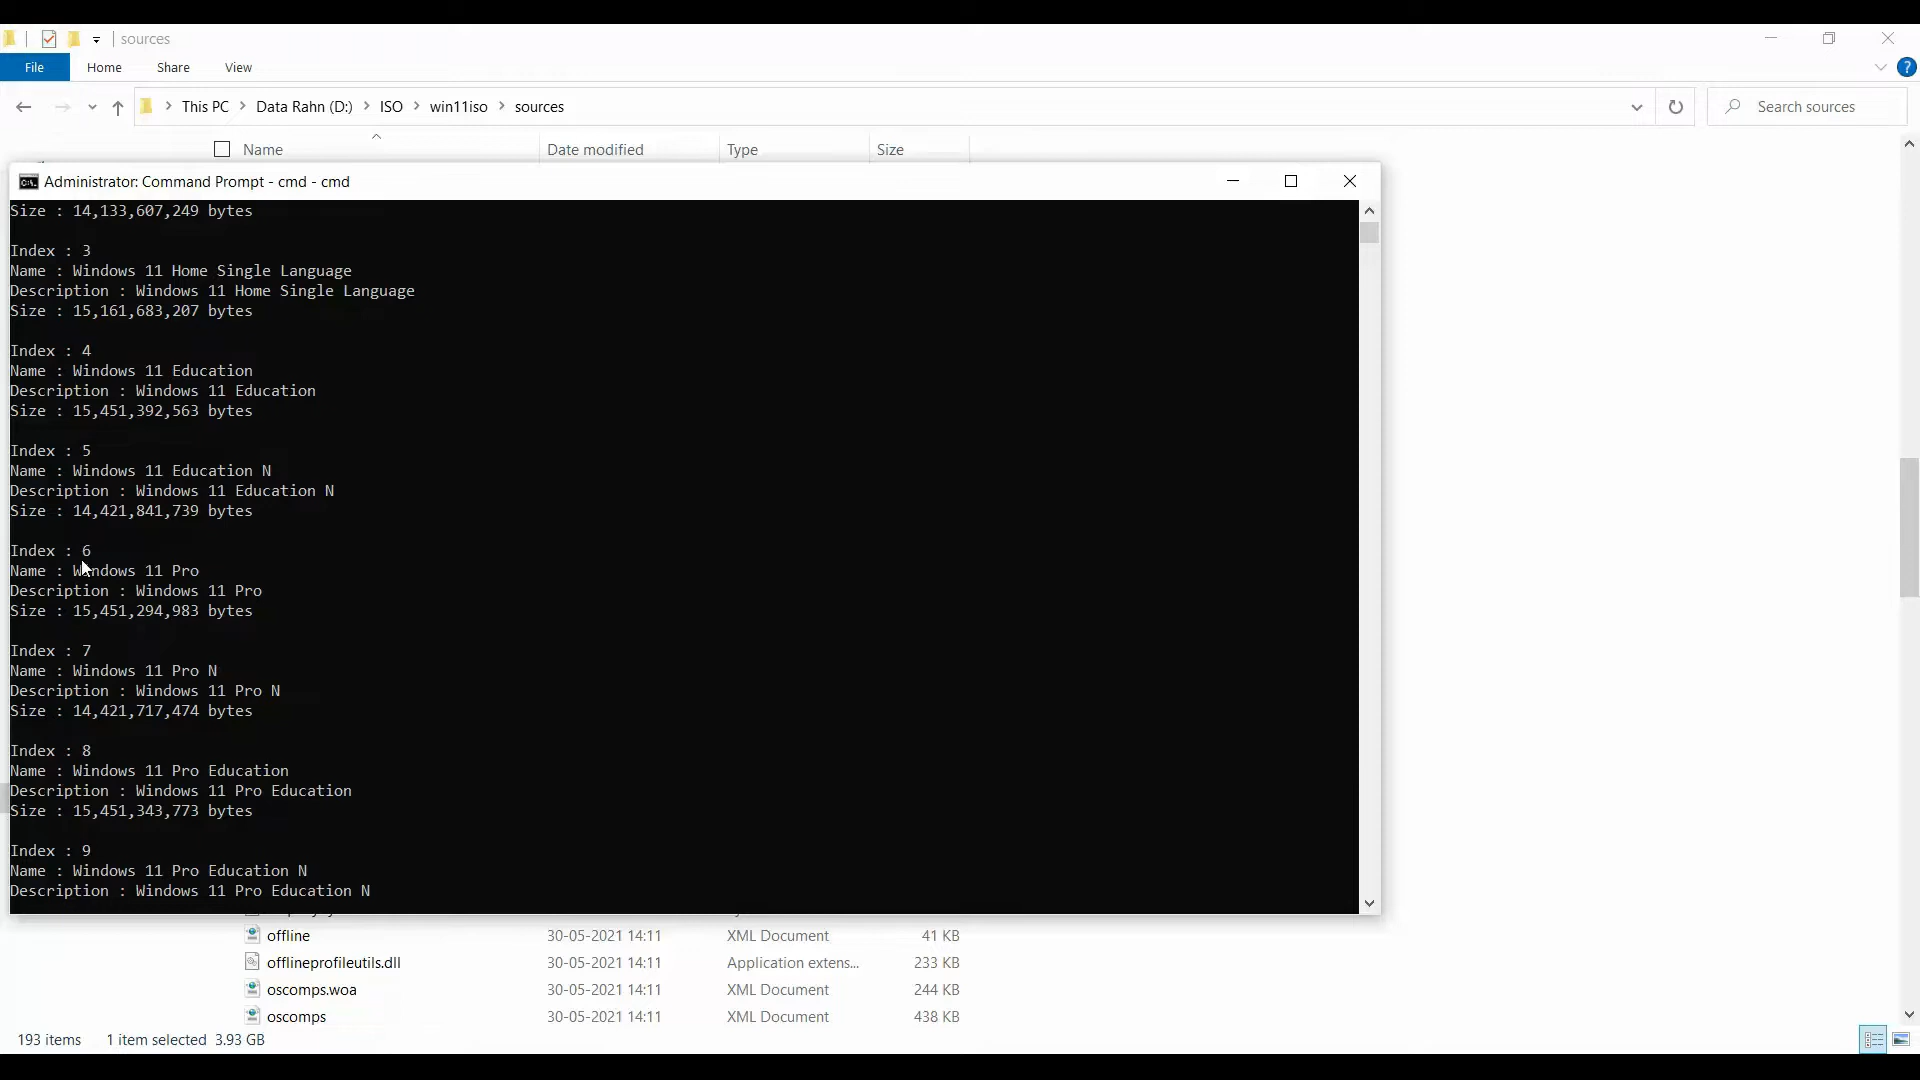 sources
File Home Share View
This PC > Data Rahn (D:) > ISO > win11iso > sources
Search sources
Name Date modified Type Size
Administrator: Command Prompt - cmd - cmd
Size : 14,133,607,249 bytes
Index : 3
Name : Windows 11 Home Single Language
Description : Windows 11 Home Single Language
Size : 15,161,683,207 bytes
Index : 4
Name : Windows 11 Education
Description : Windows 11 Education
Size : 15,451,392,563 bytes
Index : 5
Name : Windows 11 Education N
Description : Windows 11 Education N
Size : 14,421,841,739 bytes
Index : 6
Name : Windows 11 Pro
Description : Windows 11 Pro
Size : 15,451,294,983 bytes
Index : 7
Name : Windows 11 Pro N
Description : Windows 11 Pro N
Size : 14,421,717,474 bytes
Index : 8
Name : Windows 11 Pro Education
Description : Windows 11 Pro Education
Size : 15,451,343,773 bytes
Index : 9
Name : Windows 11 Pro Education N
Description : Windows 11 Pro Education N
offline 30-05-2021 14:11 XML Document 41 KB
offlineprofileutils.dll 30-05-2021 14:11 Application extens... 233 KB
oscomps.woa 30-05-2021 14:11 XML Document 244 KB
oscomps 30-05-2021 14:11 XML Document 438 KB
193 items 1 item selected 3.93 GB